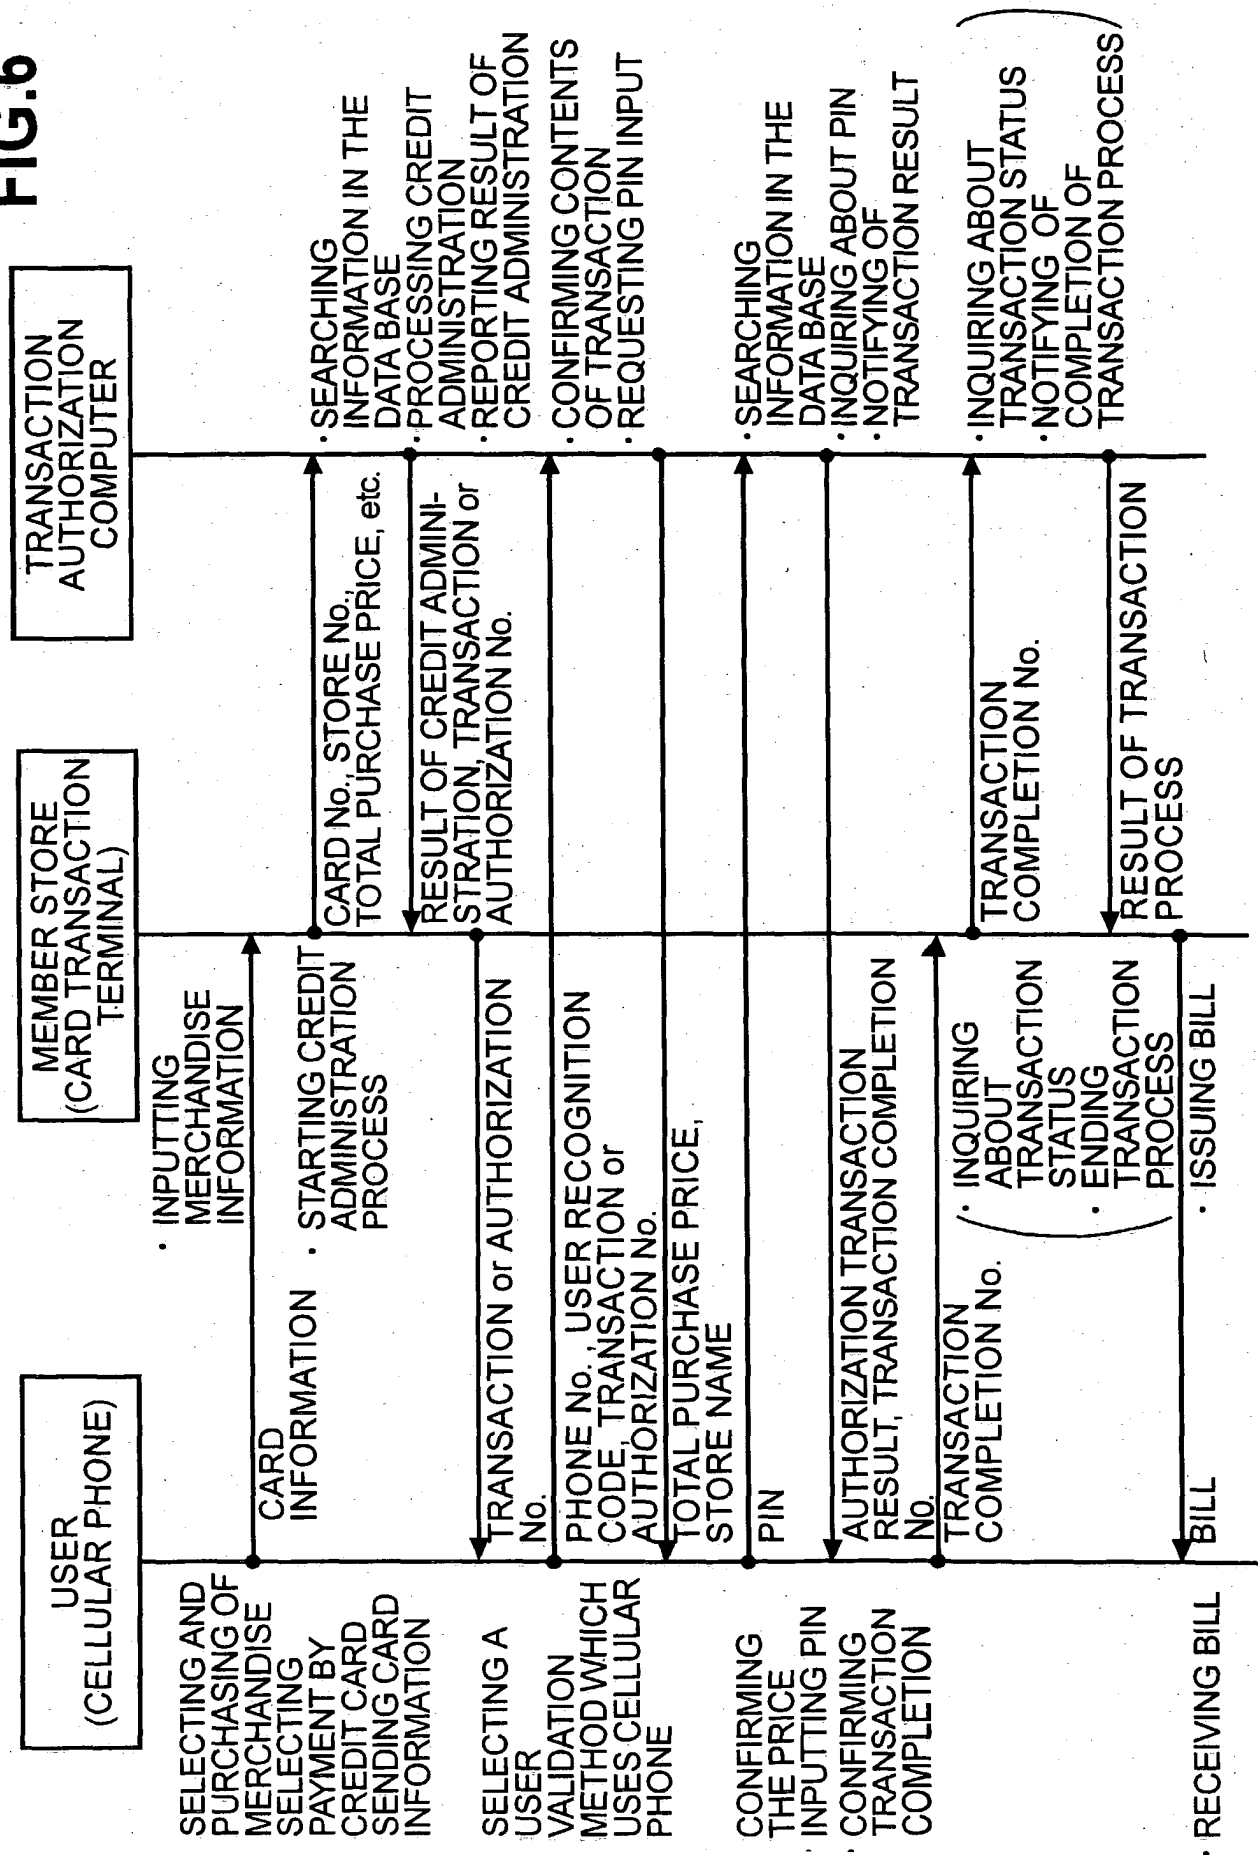 FIG.6
USER
(CELLULAR PHONE)
MEMBER STORE
(CARD TRANSACTION
TERMINAL)
TRANSACTION
AUTHORIZATION
COMPUTER
SELECTING AND
PURCHASING OF
MERCHANDISE
SELECTING
PAYMENT BY
CREDIT CARD
SENDING CARD
INFORMATION
· INPUTTING
MERCHANDISE
INFORMATION
CARD
INFORMATION
· STARTING CREDIT
ADMINISTRATION
PROCESS
CARD No., STORE No.,
TOTAL PURCHASE PRICE, etc.
· SEARCHING
INFORMATION IN THE
DATA BASE
· PROCESSING CREDIT
ADMINISTRATION
· REPORTING RESULT OF
CREDIT ADMINISTRATION
RESULT OF CREDIT ADMINI-
STRATION, TRANSACTION or
AUTHORIZATION No.
SELECTING A
USER
VALIDATION
METHOD WHICH
USES CELLULAR
PHONE
TRANSACTION or AUTHORIZATION
No.
PHONE No., USER RECOGNITION
CODE, TRANSACTION or
AUTHORIZATION No.
· CONFIRMING CONTENTS
OF TRANSACTION
· REQUESTING PIN INPUT
TOTAL PURCHASE PRICE,
STORE NAME
CONFIRMING
THE PRICE
· INPUTTING PIN
· CONFIRMING
TRANSACTION
COMPLETION
PIN
· SEARCHING
INFORMATION IN THE
DATA BASE
· INQUIRING ABOUT PIN
· NOTIFYING OF
TRANSACTION RESULT
AUTHORIZATION TRANSACTION
RESULT, TRANSACTION COMPLETION
No.
TRANSACTION
COMPLETION No.
· INQUIRING
ABOUT
TRANSACTION
STATUS
· ENDING
TRANSACTION
PROCESS
TRANSACTION
COMPLETION No.
· INQUIRING ABOUT
TRANSACTION STATUS
· NOTIFYING OF
COMPLETION OF
TRANSACTION PROCESS
RESULT OF TRANSACTION
PROCESS
· ISSUING BILL
BILL
· RECEIVING BILL